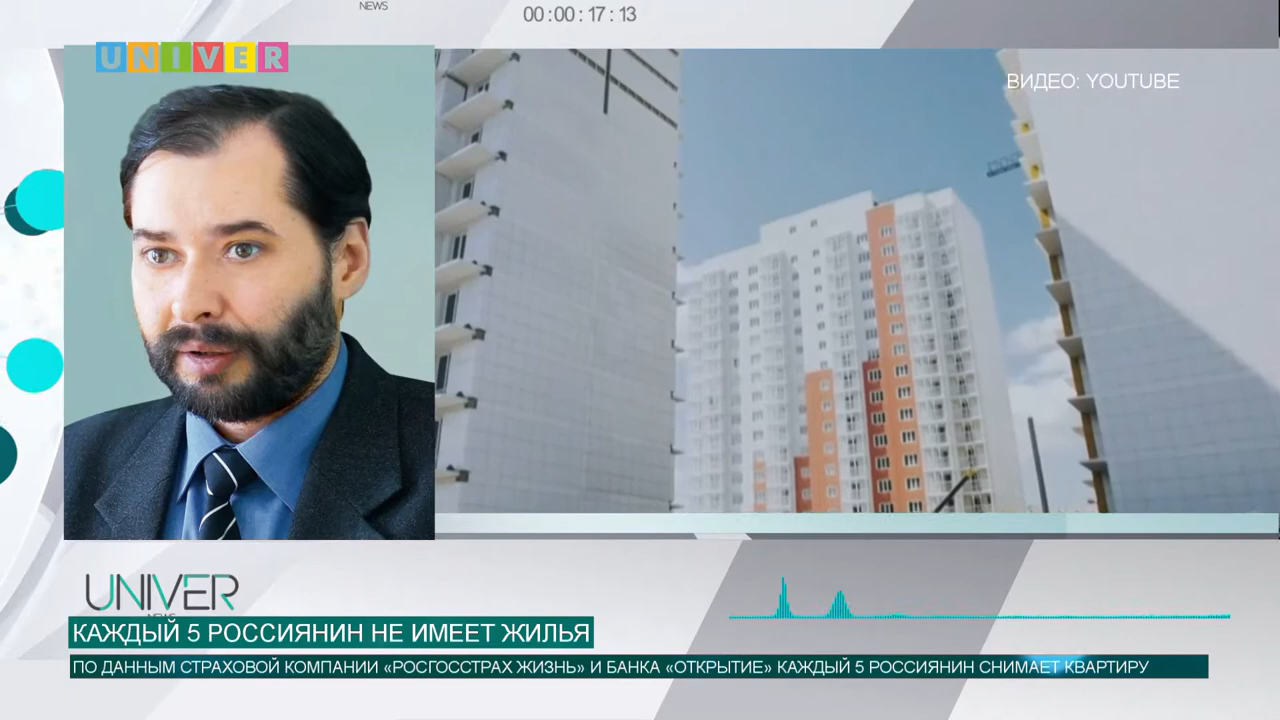 NEWS
00:00:17:13
UNIVER
ВИДЕО: YOUTUBE
UNIVER
КАЖДЫЙ 5 РОССИЯНИН НЕ ИМЕЕТ ЖИЛЬЯ
ПО ДАННЫМ СТРАХОВОЙ КОМПАНИИ «РОСГОССТРАХ ЖИЗНЬ» И БАНКА «ОТКРЫТИЕ» КАЖДЫЙ 5 РОССИЯНИН СНИМАЕТ КВАРТИРУ